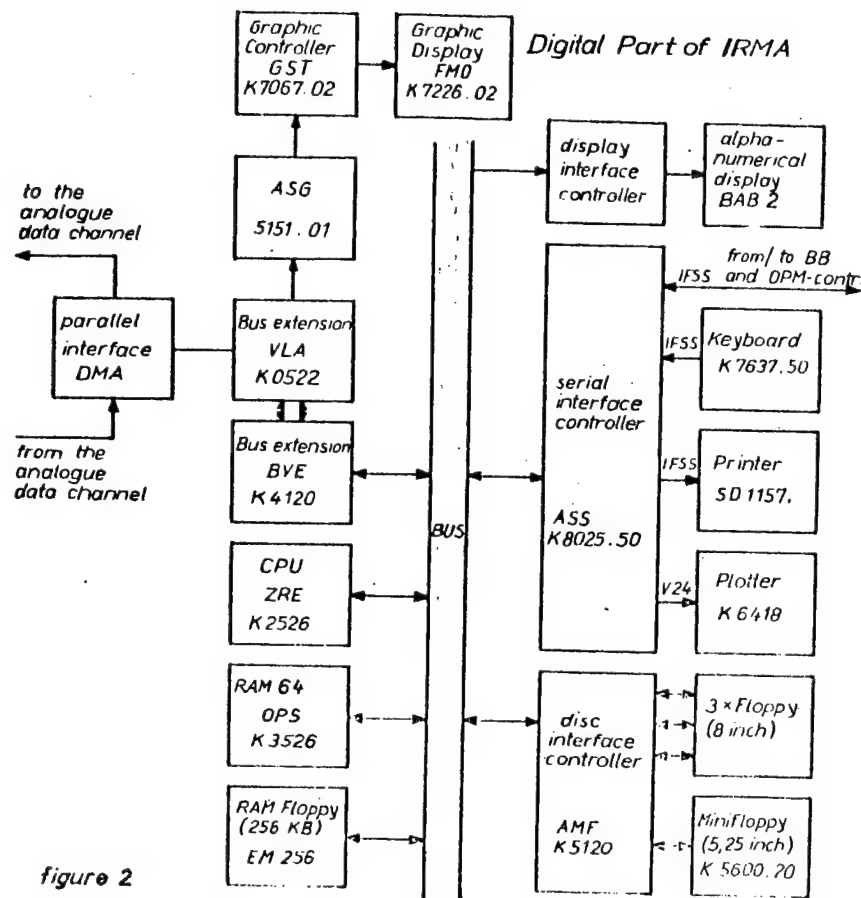 Digital Part of IRMA
Graphic
Controller
GST
K7067.02
Graphic
Display
FMD
K7226.02
ASG
5151.01
display
interface
controller
alpha-
numerical
display
BAB 2
to the
analogue
data channel
parallel
interface
DMA
from the
analogue
data channel
Bus extension
VLA
K0522
Bus extension
BVE
K4120
CPU
ZRE
K2526
RAM 64
OPS
K3526
RAM Floppy
(256 KB)
EM 256
BUS
serial
interface
controller
ASS
K8025.50
from/to BB
IFSS and OPM-contr
IFSS
Keyboard
K7637.50
IFSS
Printer
SD1157.
V24
Plotter
K6418
disc
interface
controller
AMF
K5120
3×Floppy
(8 inch)
MiniFloppy
(5,25 inch)
K 5600.20
figure 2